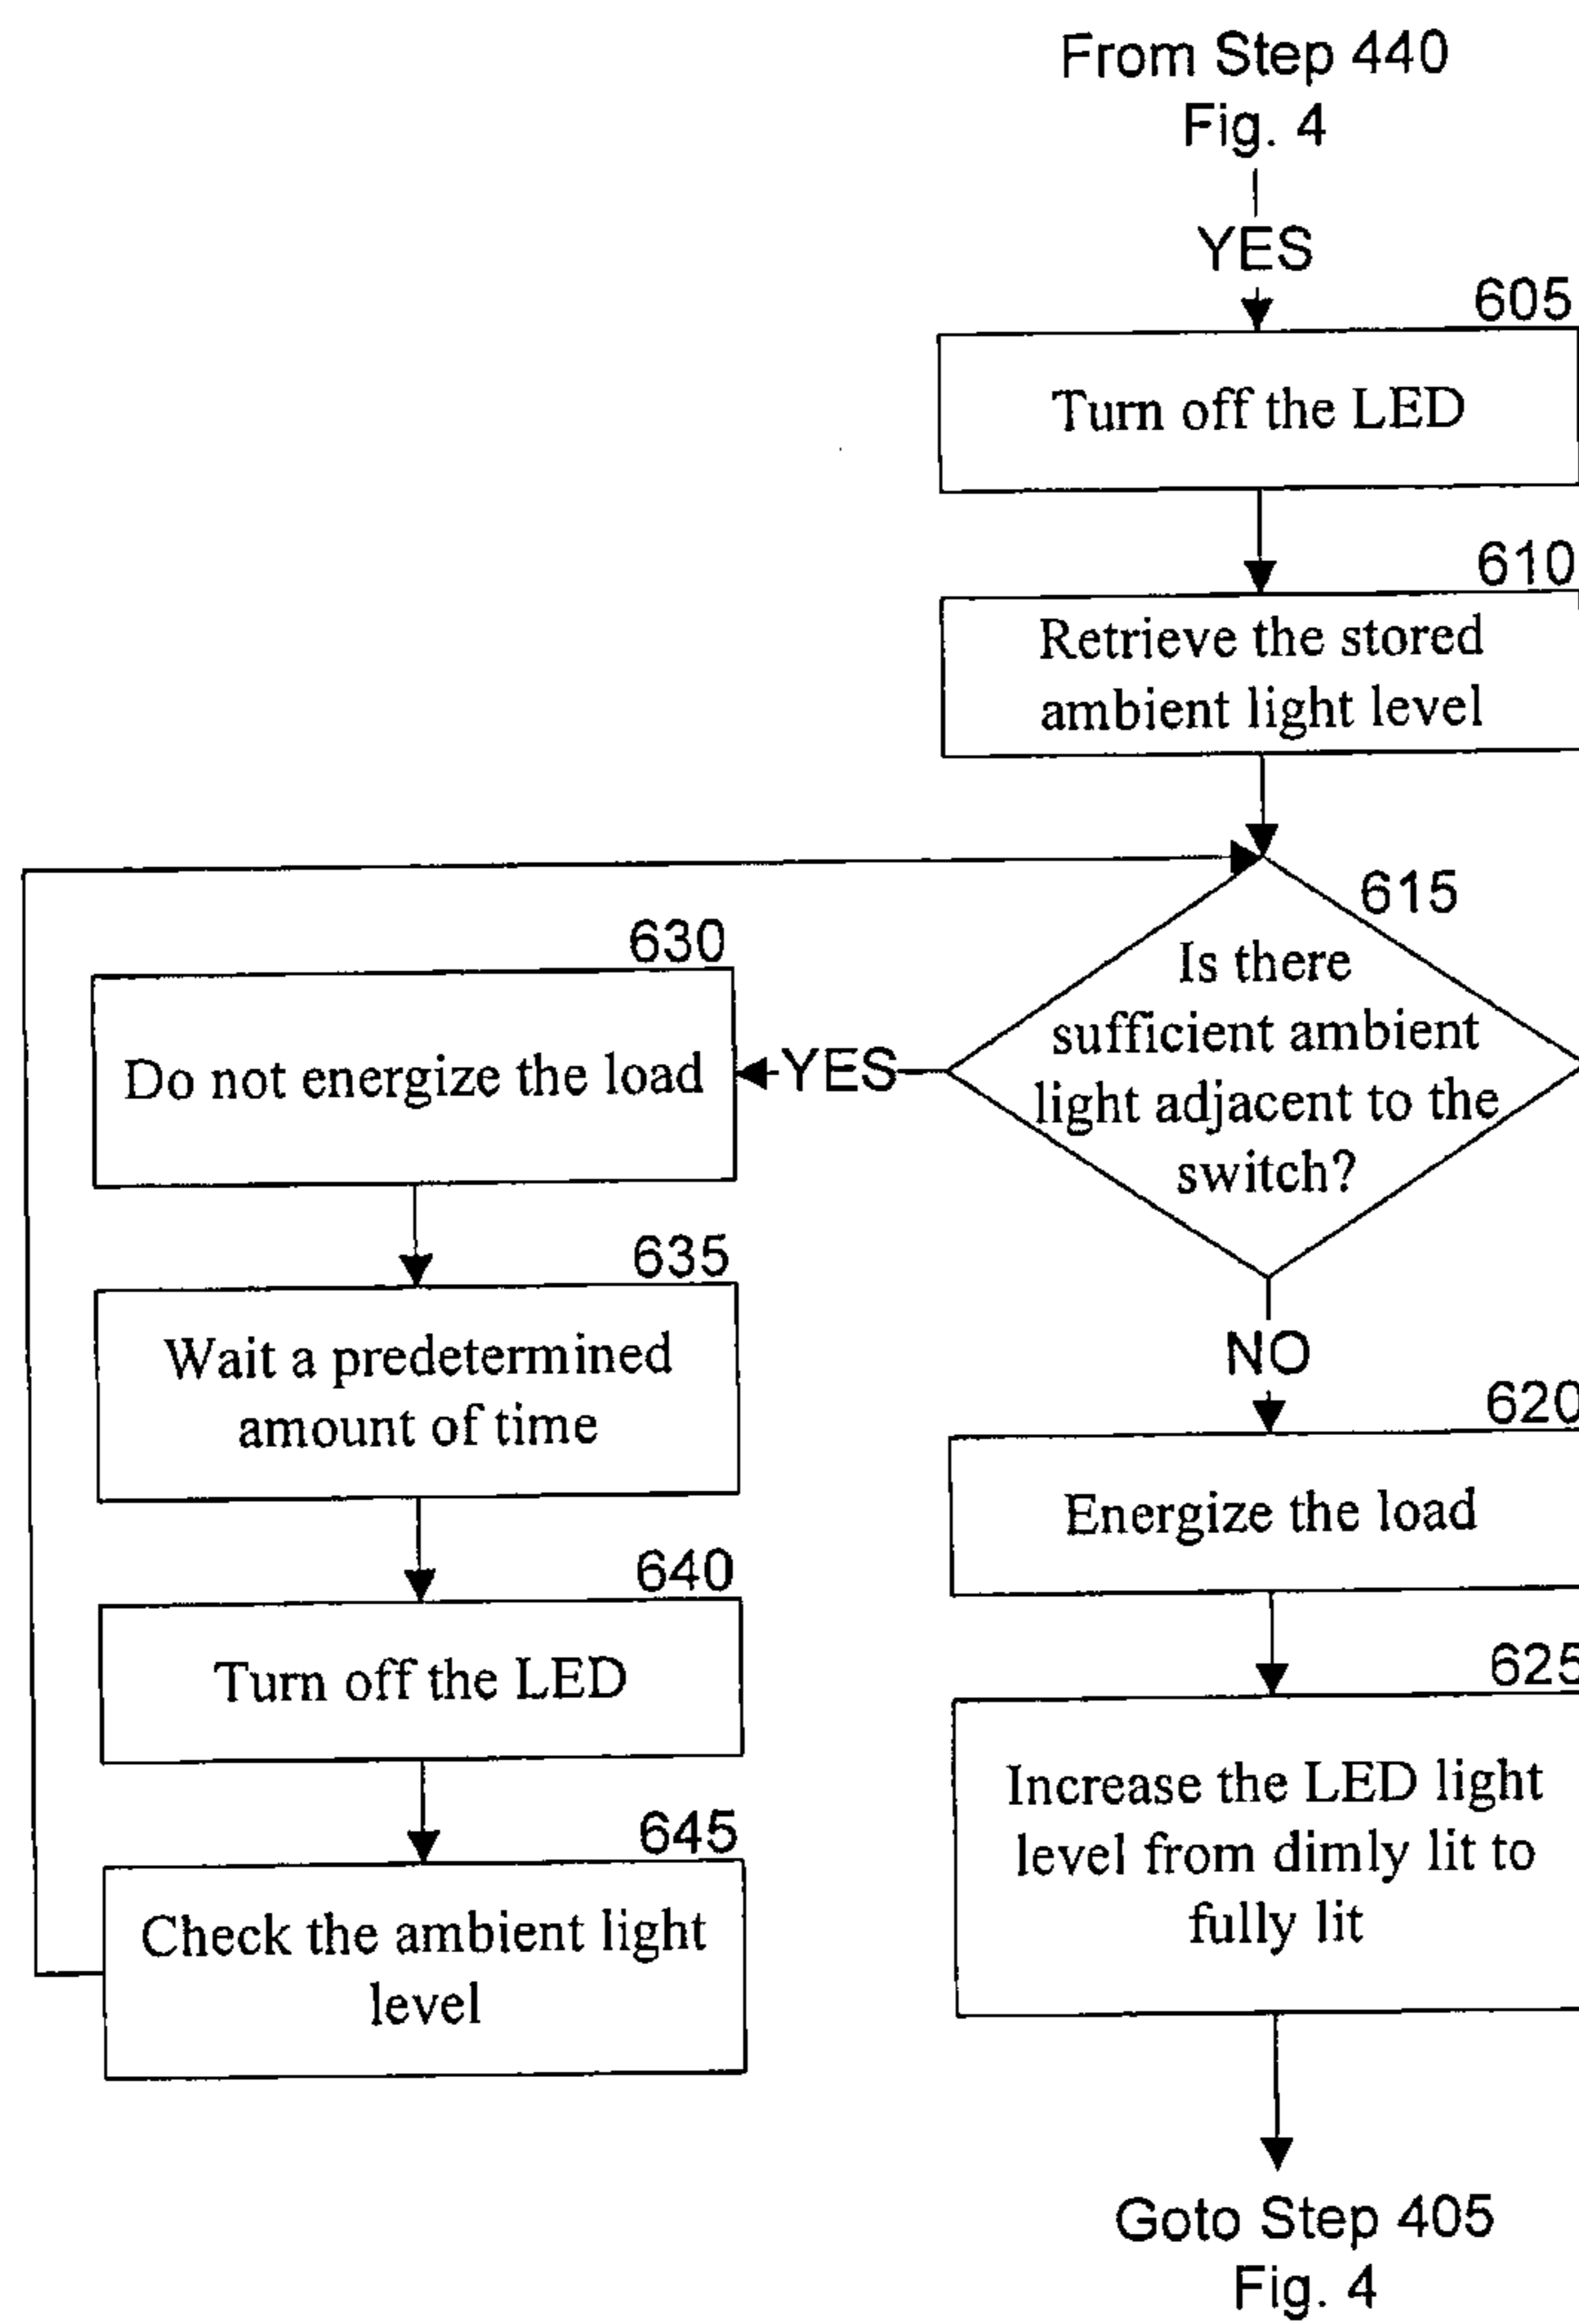 From Step 440
Fig. 4
YES
605
Turn off the LED
610
Retrieve the stored
ambient light level
615
Is there
sufficient ambient
light adjacent to the
switch?
YES
630
Do not energize the load
635
Wait a predetermined
amount of time
640
Turn off the LED
645
Check the ambient light
level
NO
620
Energize the load
625
Increase the LED light
level from dimly lit to
fully lit
Goto Step 405
Fig. 4